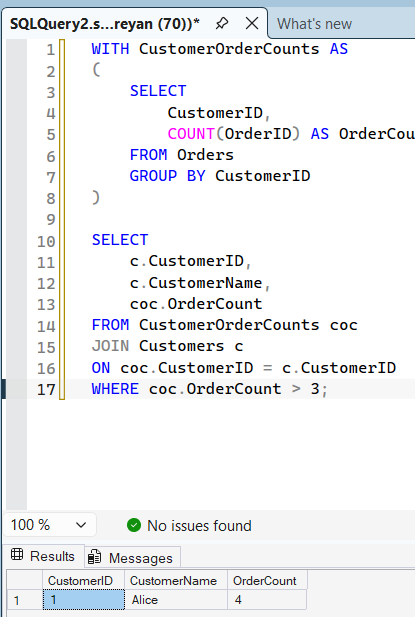 SQLQuery2.s...reyan (70))* What's new
1 WITH CustomerOrderCounts AS
2 (
3 SELECT
4 CustomerID,
5 COUNT(OrderID) AS OrderCou
6 FROM Orders
7 GROUP BY CustomerID
8 )
9
10 SELECT
11 c.CustomerID,
12 c.CustomerName,
13 coc.OrderCount
14 FROM CustomerOrderCounts coc
15 JOIN Customers c
16 ON coc.CustomerID = c.CustomerID
17 WHERE coc.OrderCount > 3;
100 % No issues found
Results Messages
CustomerID CustomerName OrderCount
1 1 Alice 4